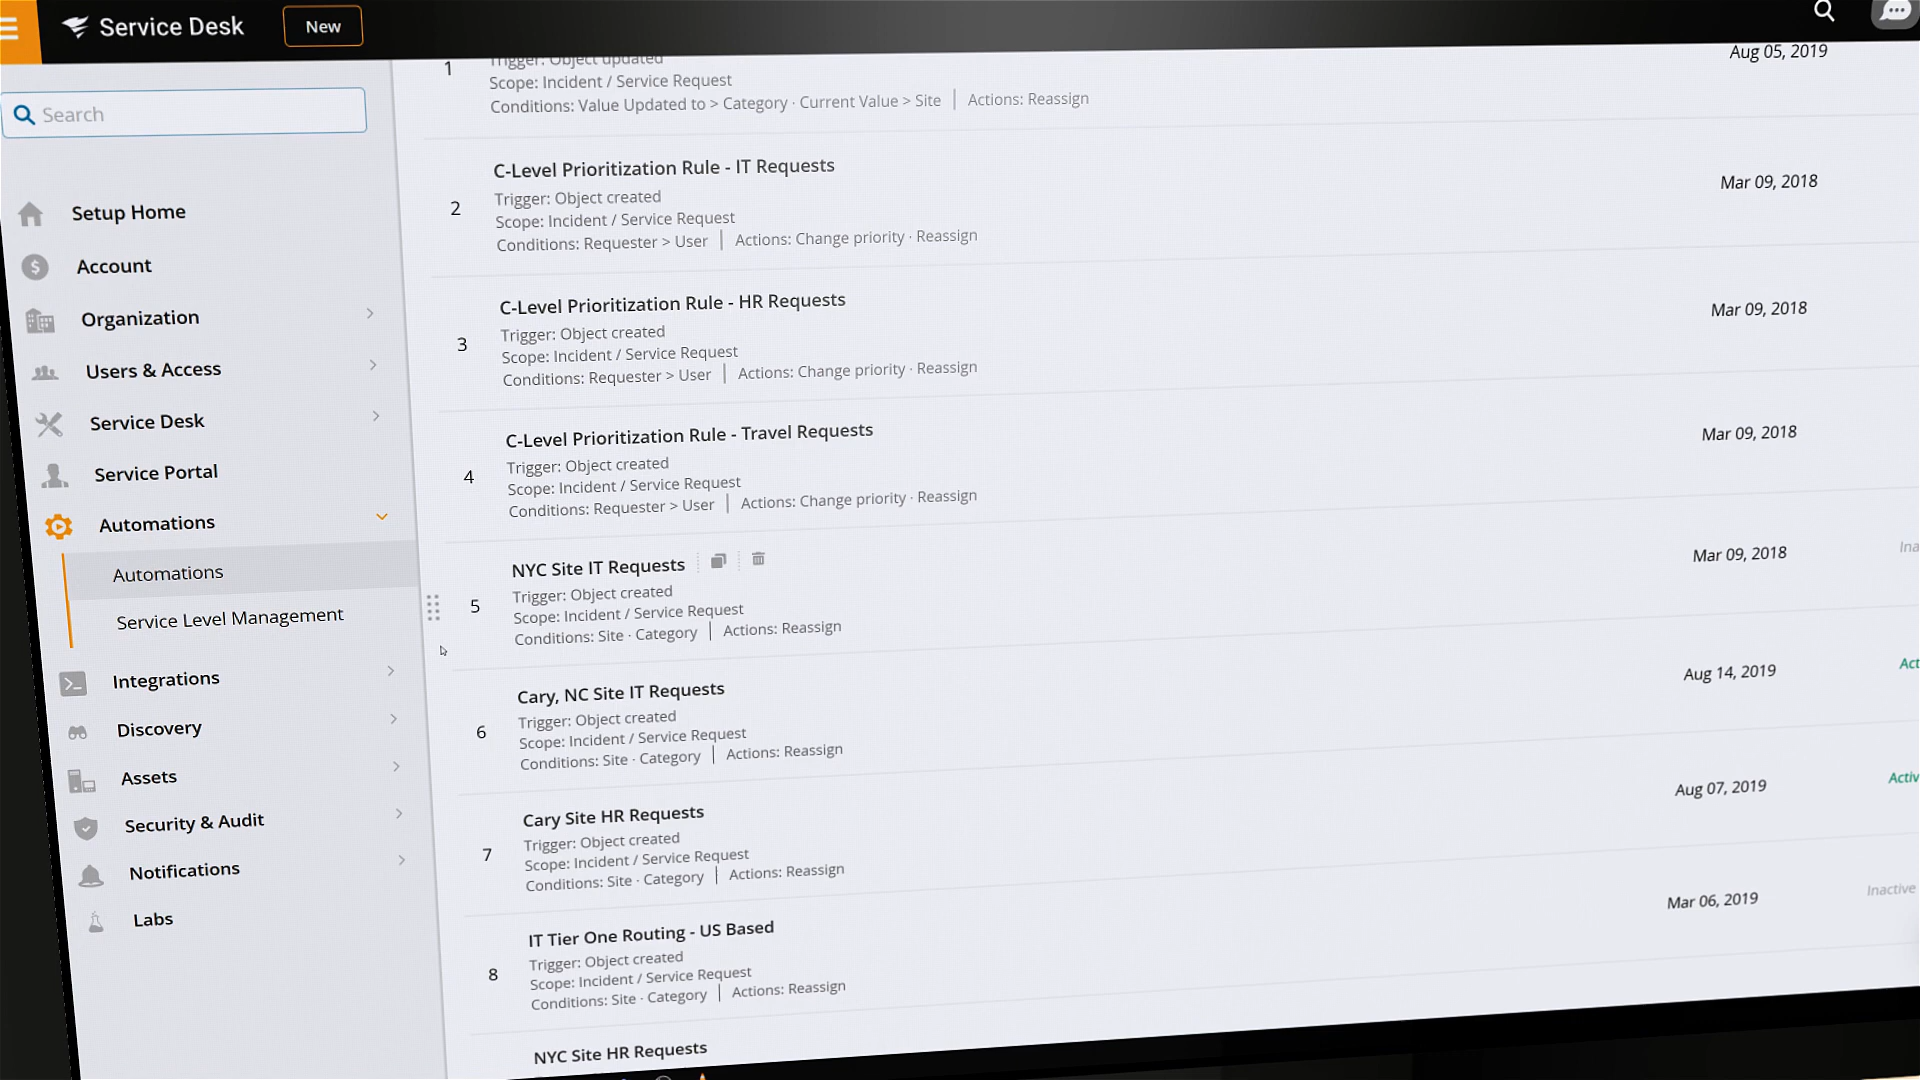 Service Desk
New
Search
Setup Home
Account
Organization
Users & Access
Service Desk
Service Portal
Automations
Automations
Service Level Management
Integrations
Discovery
Assets
Security & Audit
Notifications
Labs
1
Trigger: Object updated
Scope: Incident / Service Request
Conditions: Value Updated to > Category · Current Value > Site | Actions: Reassign
Aug 05, 2019
2
C-Level Prioritization Rule - IT Requests
Trigger: Object created
Scope: Incident / Service Request
Conditions: Requester > User | Actions: Change priority · Reassign
Mar 09, 2018
3
C-Level Prioritization Rule - HR Requests
Trigger: Object created
Scope: Incident / Service Request
Conditions: Requester > User | Actions: Change priority · Reassign
Mar 09, 2018
4
C-Level Prioritization Rule - Travel Requests
Trigger: Object created
Scope: Incident / Service Request
Conditions: Requester > User | Actions: Change priority · Reassign
Mar 09, 2018
5
NYC Site IT Requests
Trigger: Object created
Scope: Incident / Service Request
Conditions: Site · Category | Actions: Reassign
Mar 09, 2018
Ina
6
Cary, NC Site IT Requests
Trigger: Object created
Scope: Incident / Service Request
Conditions: Site · Category | Actions: Reassign
Aug 14, 2019
Act
7
Cary Site HR Requests
Trigger: Object created
Scope: Incident / Service Request
Conditions: Site · Category | Actions: Reassign
Aug 07, 2019
Activ
8
IT Tier One Routing - US Based
Trigger: Object created
Scope: Incident / Service Request
Conditions: Site · Category | Actions: Reassign
Mar 06, 2019
Inactive
NYC Site HR Requests